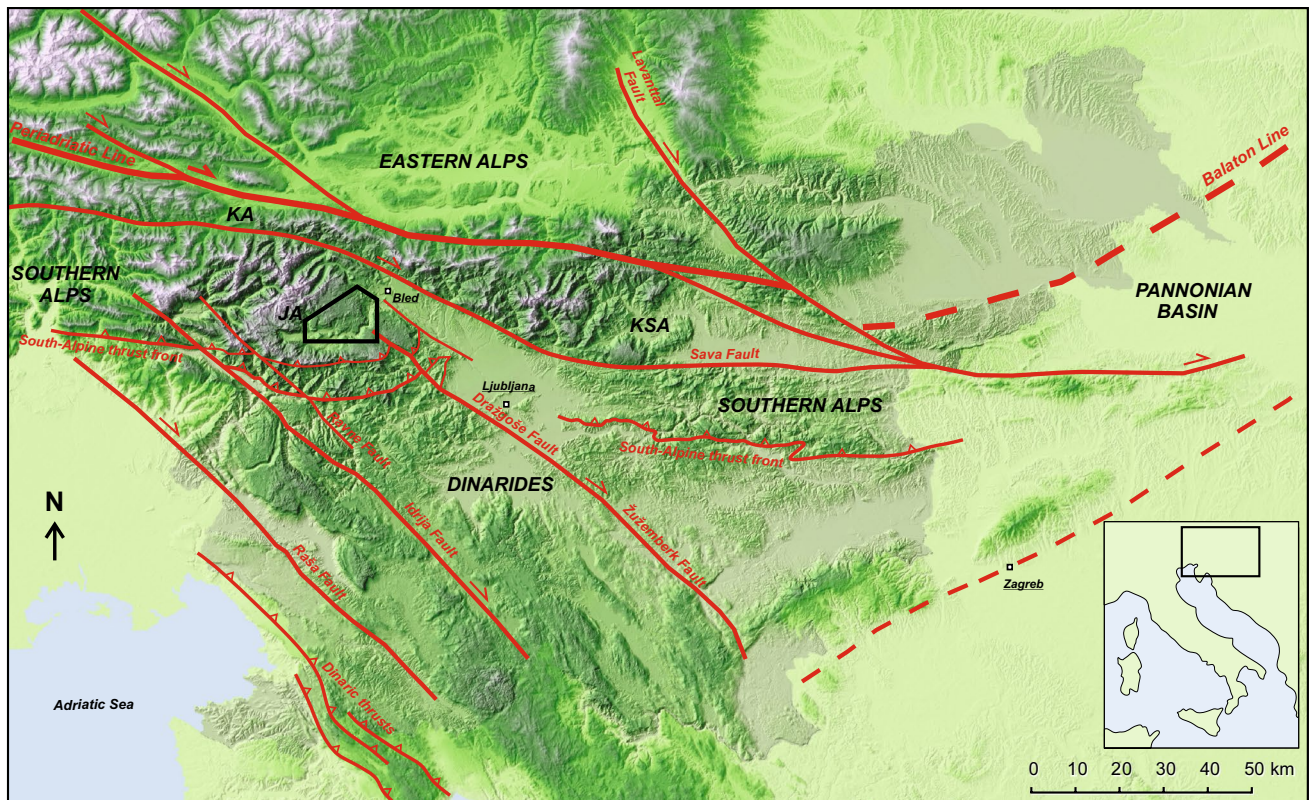 Lavanttal
Fault
Periadriatic Line
EASTERN ALPS
Balaton Line
KA
SOUTHERN
ALPS
Bled
PANNONIAN
BASIN
JA
KSA
South-Alpine thrust front
Sava Fault
Ljubljana
SOUTHERN ALPS
Dražgoše Fault
Ravne Fault
South-Alpine thrust front
DINARIDES
N
Idrija Fault
Žužemberk Fault
Raša Fault
Zagreb
Dinaric thrusts
Adriatic Sea
0 10 20 30 40 50 km